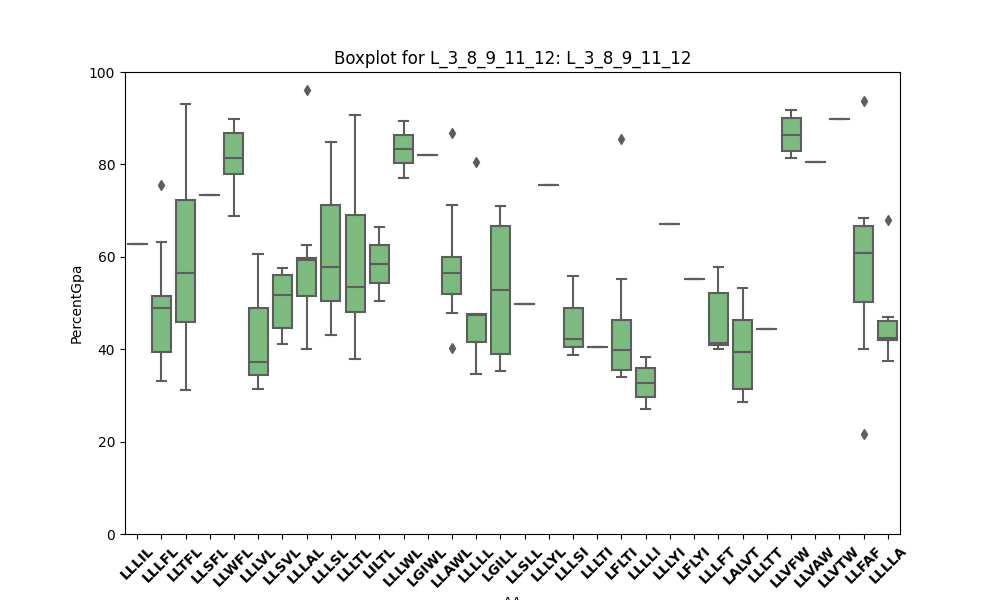 Boxplot for L_3_8_9_11_12: L_3_8_9_11_12
100
80
60
40
20
0
PercentGpa
LLLIL LLLFL LLTFL LLSFL LLWFL LLLVL LLSVL LLLAL LLLSL LLLTL LILTL LLLWL LGIWL LLAWL LLLLL LGILL LLSLL LLLYL LLLSI LLLTI LFLTI LLLLI LLLYI LFLYI LLLFT LALVT LLLTT LLVFW LLVAW LLVTW LLFAF LLLLA
AA